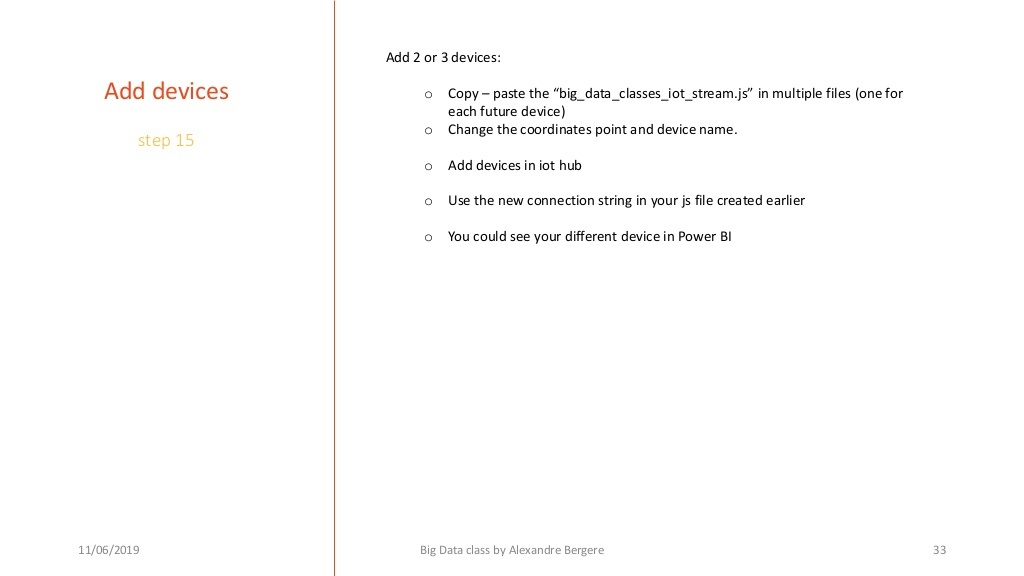 Add devices
step 15
Add 2 or 3 devices:
o Copy – paste the “big_data_classes_iot_stream.js” in multiple files (one for
each future device)
o Change the coordinates point and device name.
o Add devices in iot hub
o Use the new connection string in your js file created earlier
o You could see your different device in Power BI
11/06/2019
Big Data class by Alexandre Bergere
33